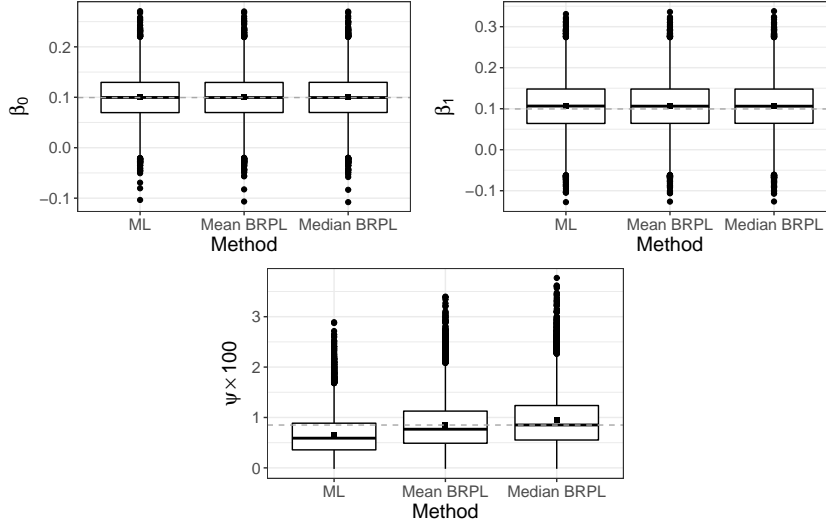 0.2
0.1
0.0
−0.1
β0
ML Mean BRPL Median BRPL
Method
0.3
0.2
0.1
0.0
−0.1
β1
ML Mean BRPL Median BRPL
Method
3
2
1
0
ψ × 100
ML Mean BRPL Median BRPL
Method